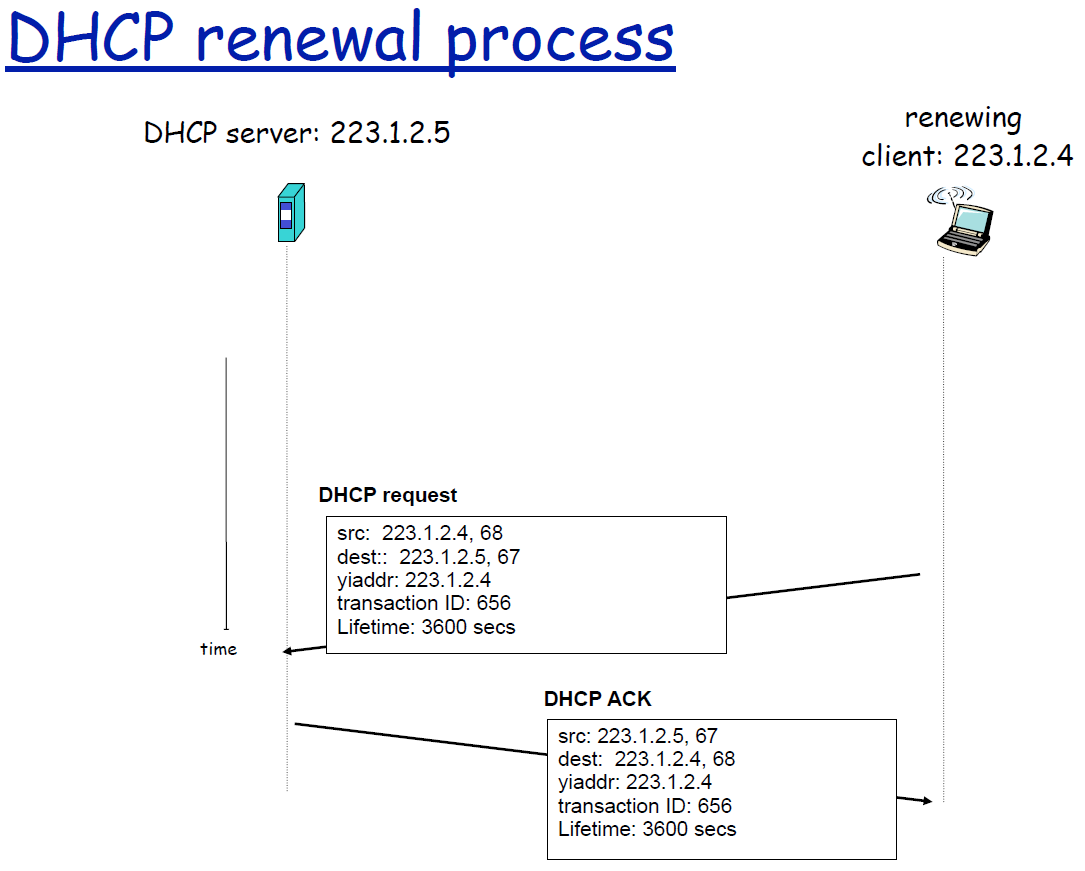 DHCP renewal process
DHCP server: 223.1.2.5
renewing
client: 223.1.2.4
DHCP request
src: 223.1.2.4, 68
dest:: 223.1.2.5, 67
yiaddr: 223.1.2.4
transaction ID: 656
Lifetime: 3600 secs
time
DHCP ACK
src: 223.1.2.5, 67
dest: 223.1.2.4, 68
yiaddr: 223.1.2.4
transaction ID: 656
Lifetime: 3600 secs